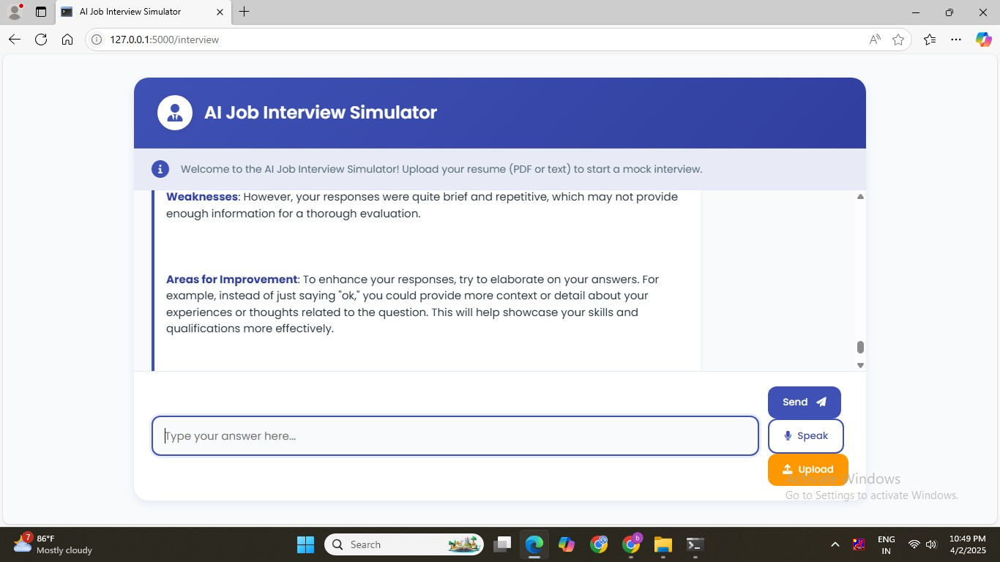 AI Job Interview Simulator
127.0.0.1:5000/interview
AI Job Interview Simulator
Welcome to the AI Job Interview Simulator! Upload your resume (PDF or text) to start a mock interview.
Weaknesses: However, your responses were quite brief and repetitive, which may not provide
enough information for a thorough evaluation.
Areas for Improvement: To enhance your responses, try to elaborate on your answers. For
example, instead of just saying "ok," you could provide more context or detail about your
experiences or thoughts related to the question. This will help showcase your skills and
qualifications more effectively.
Send
Type your answer here...
Speak
Upload
Activate Windows
Go to Settings to activate Windows.
7
86°F
Mostly cloudy
Search
b
ENG
IN
10:49 PM
4/2/2025